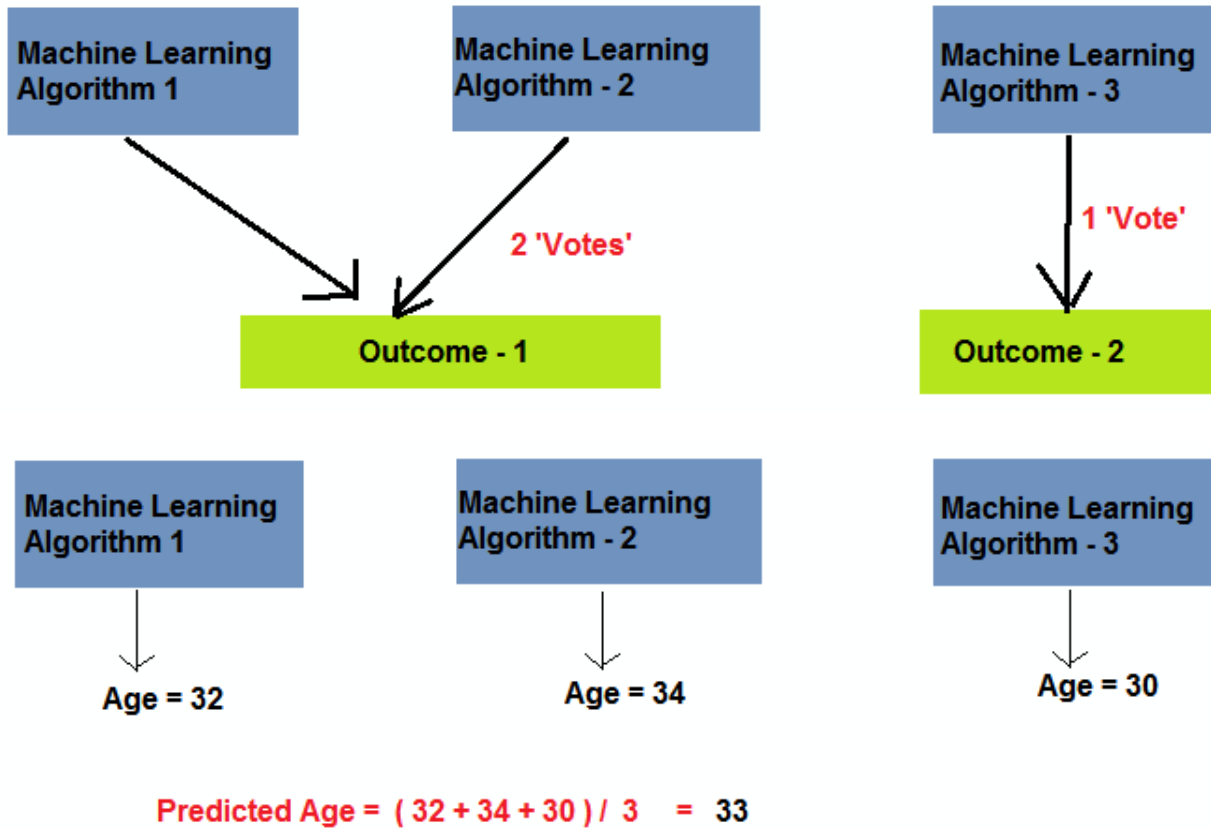 Machine Learning
Algorithm 1
Machine Learning
Algorithm - 2
Machine Learning
Algorithm - 3
2 'Votes'
1 'Vote'
Outcome - 1
Outcome - 2
Machine Learning
Algorithm 1
Machine Learning
Algorithm - 2
Machine Learning
Algorithm - 3
Age = 32
Age = 34
Age = 30
Predicted Age = ( 32 + 34 + 30 ) / 3 = 33